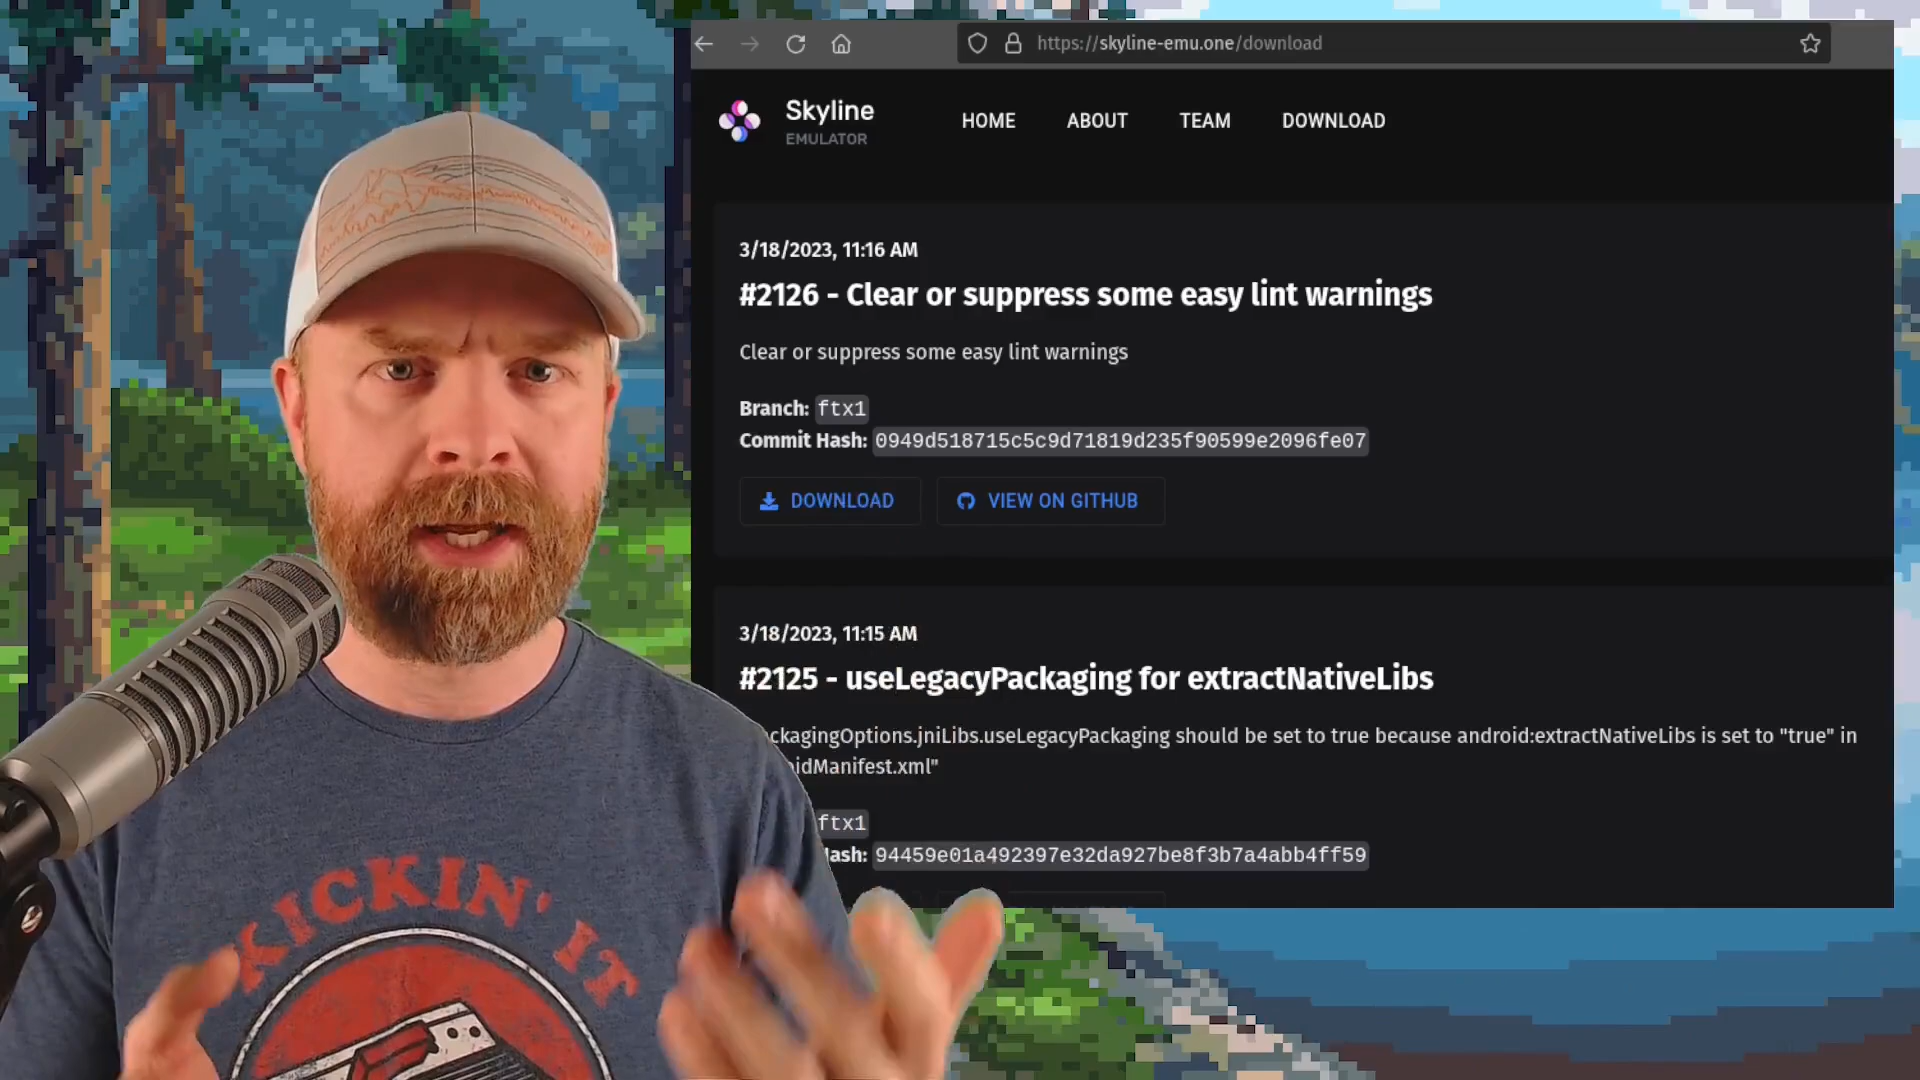 https://skyline-emu.one/download
Skyline
EMULATOR
HOME
ABOUT
TEAM
DOWNLOAD
3/18/2023, 11:16 AM
#2126 - Clear or suppress some easy lint warnings
Clear or suppress some easy lint warnings
Branch: ftx1
Commit Hash: 0949d518715c5c9d71819d235f90599e2096fe07
DOWNLOAD
VIEW ON GITHUB
3/18/2023, 11:15 AM
#2125 - useLegacyPackaging for extractNativeLibs
ckagingOptions.jniLibs.useLegacyPackaging should be set to true because android:extractNativeLibs is set to "true" in
idManifest.xml"
ftx1
ash: 94459e01a492397e32da927be8f3b7a4abb4ff59
KICKIN' IT